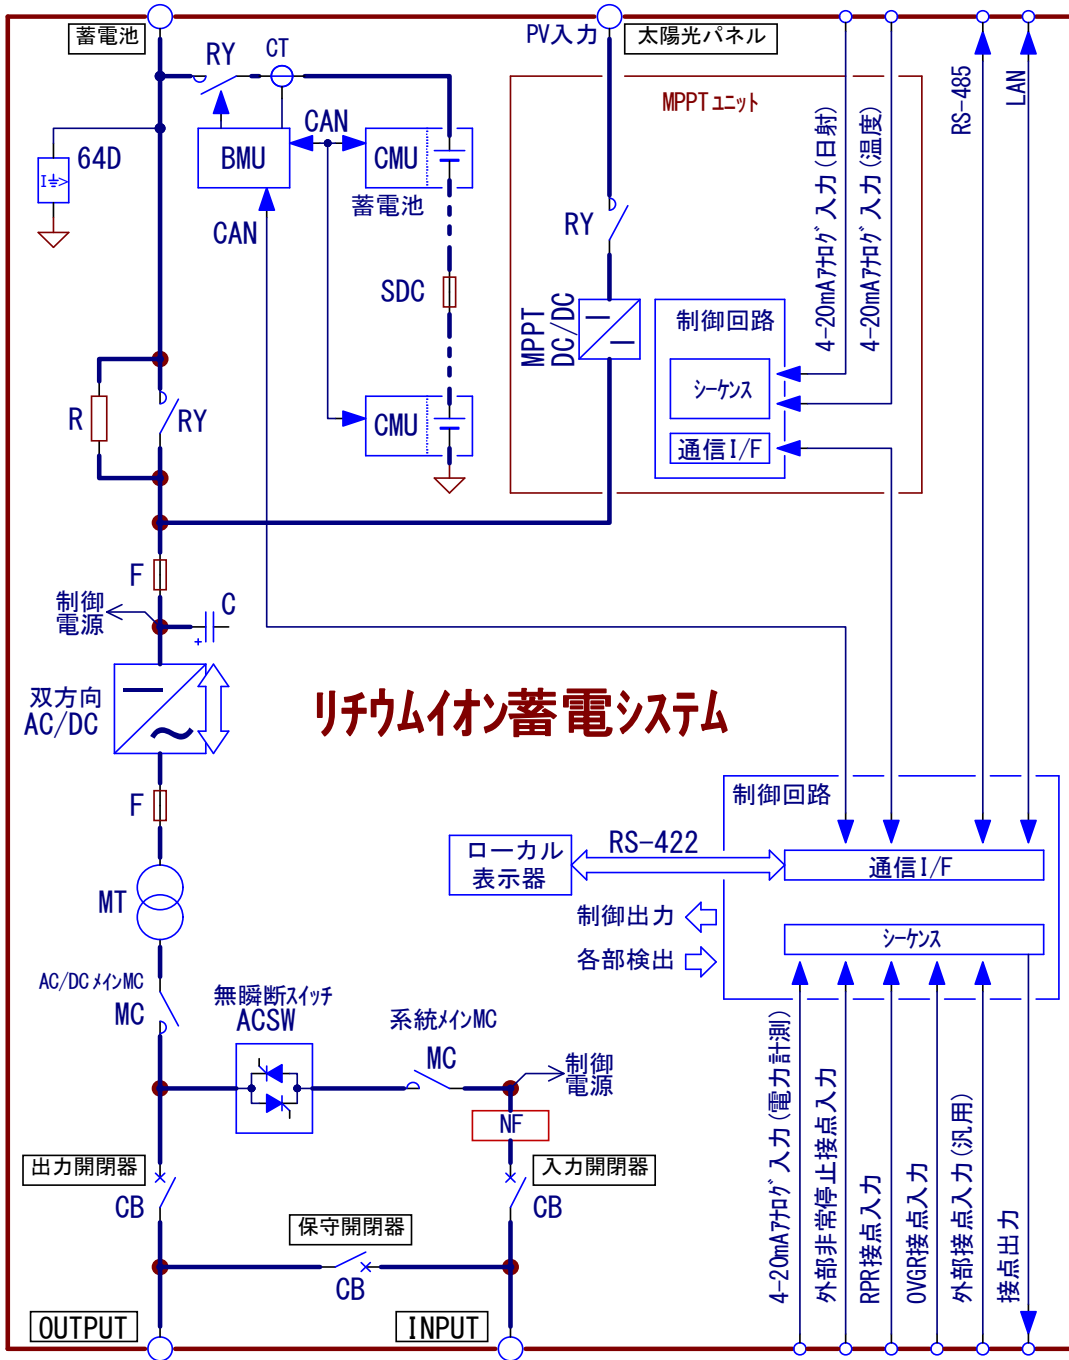 蓄電池
PV入力
太陽光パネル
RY
CT
64D
I
>
BMU
CAN
CMU
蓄電池
CAN
SDC
CMU
MPPTユニット
RY
MPPT
DC/DC
制御回路
シーケンス
通信I/F
4-20mAアナログ入力(日射)
4-20mAアナログ入力(温度)
RS-485
LAN
R
RY
F
制御
電源
C
+
双方向
AC/DC
リチウムイオン蓄電システム
F
MT
制御回路
ローカル
表示器
RS-422
通信I/F
制御出力
各部検出
シーケンス
AC/DCメインMC
MC
無瞬断スイッチ
ACSW
系統メインMC
MC
制御
電源
NF
出力開閉器
CB
入力開閉器
CB
保守開閉器
CB
OUTPUT
INPUT
4-20mAアナログ入力(電力計測)
外部非常停止接点入力
RPR接点入力
OVGR接点入力
外部接点入力(汎用)
接点出力